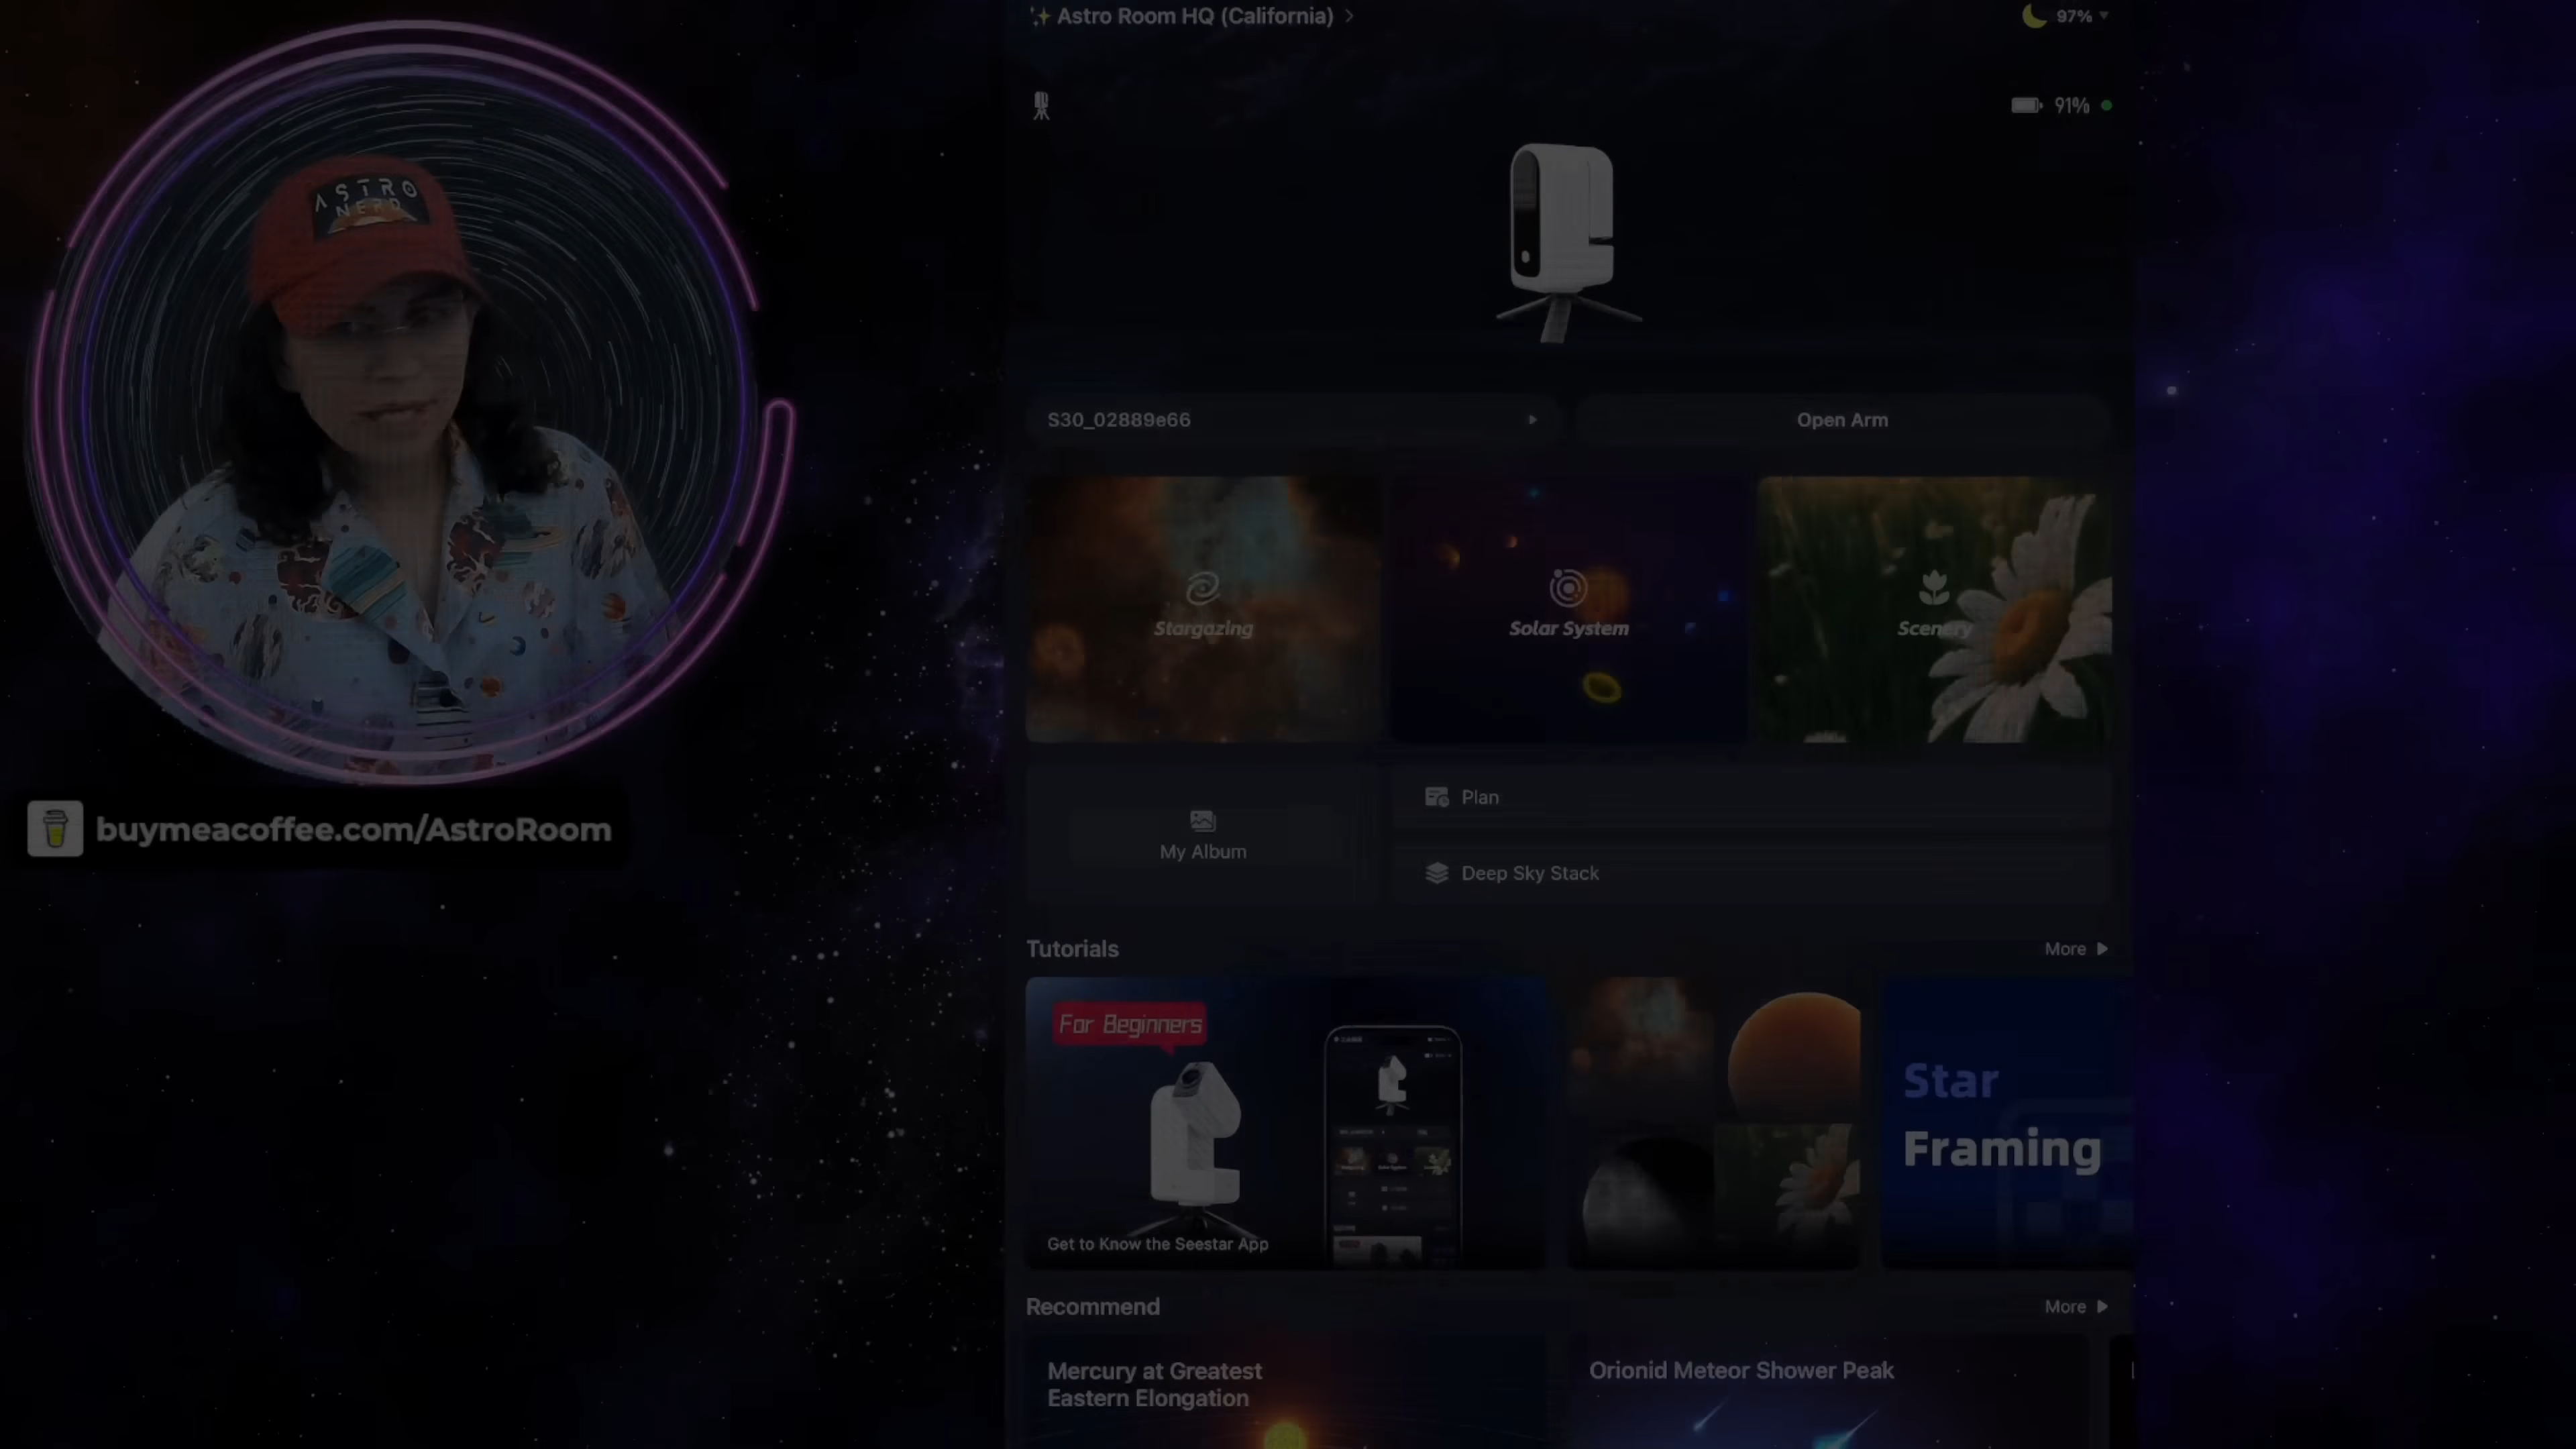 ASTRO
NERD
buymeacoffee.com/AstroRoom
Astro Room HQ (California)
97%
91%
S30_02889e66
Open Arm
Stargazing
Solar System
Scenery
My Album
Plan
Deep Sky Stack
Tutorials
More
For Beginners
Get to Know the Seestar App
Star
Framing
Recommend
More
Mercury at Greatest
Eastern Elongation
Orionid Meteor Shower Peak